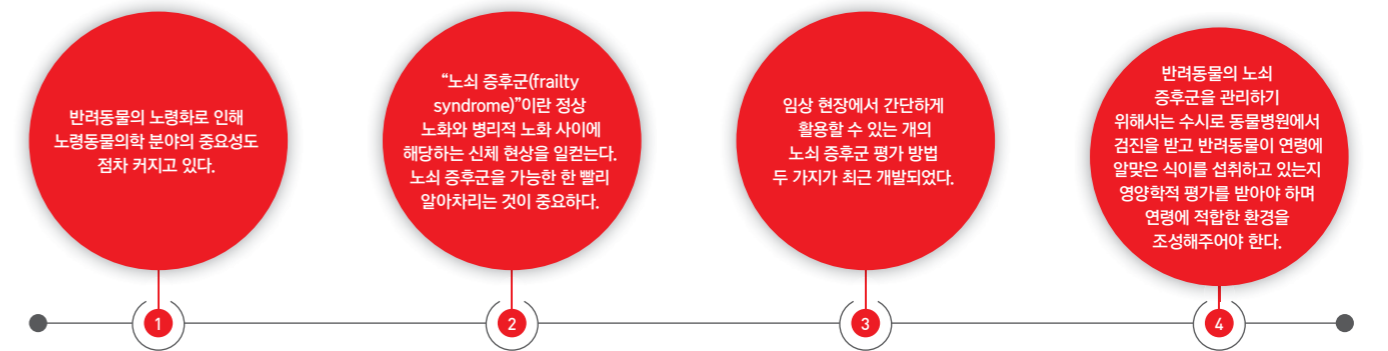 반려동물의 노령화로 인해
노령동물의학 분야의 중요성도
점차 커지고 있다.
1
“노쇠 증후군(frailty
syndrome)”이란 정상
노화와 병리적 노화 사이에
해당하는 신체 현상을 일컫는다.
노쇠 증후군을 가능한 한 빨리
알아차리는 것이 중요하다.
2
임상 현장에서 간단하게
활용할 수 있는 개의
노쇠 증후군 평가 방법
두 가지가 최근 개발되었다.
3
반려동물의 노쇠
증후군을 관리하기
위해서는 수시로 동물병원에서
검진을 받고 반려동물이 연령에
알맞은 식이를 섭취하고 있는지
영양학적 평가를 받아야 하며
연령에 적합한 환경을
조성해주어야 한다.
4